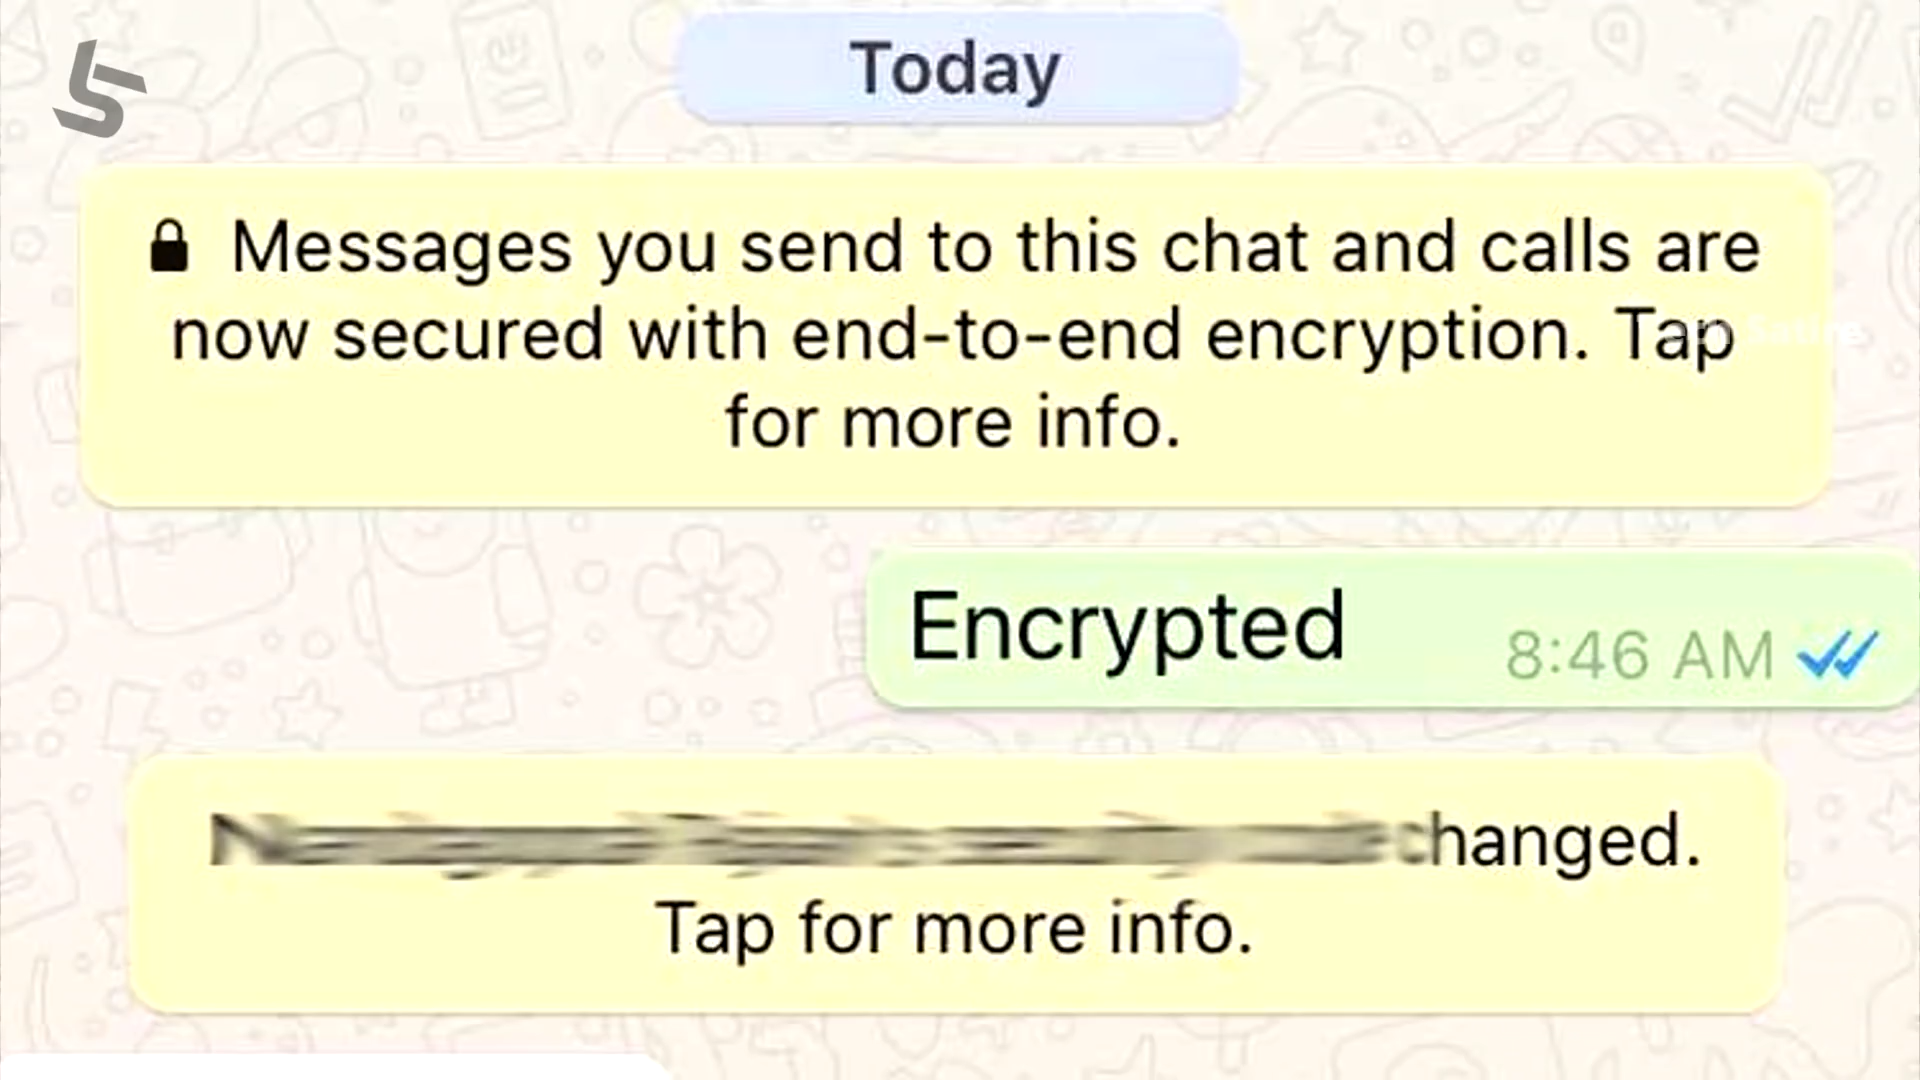 Today
Messages you send to this chat and calls are
now secured with end-to-end encryption. Tap
for more info.
Encrypted
8:46 AM
changed.
Tap for more info.